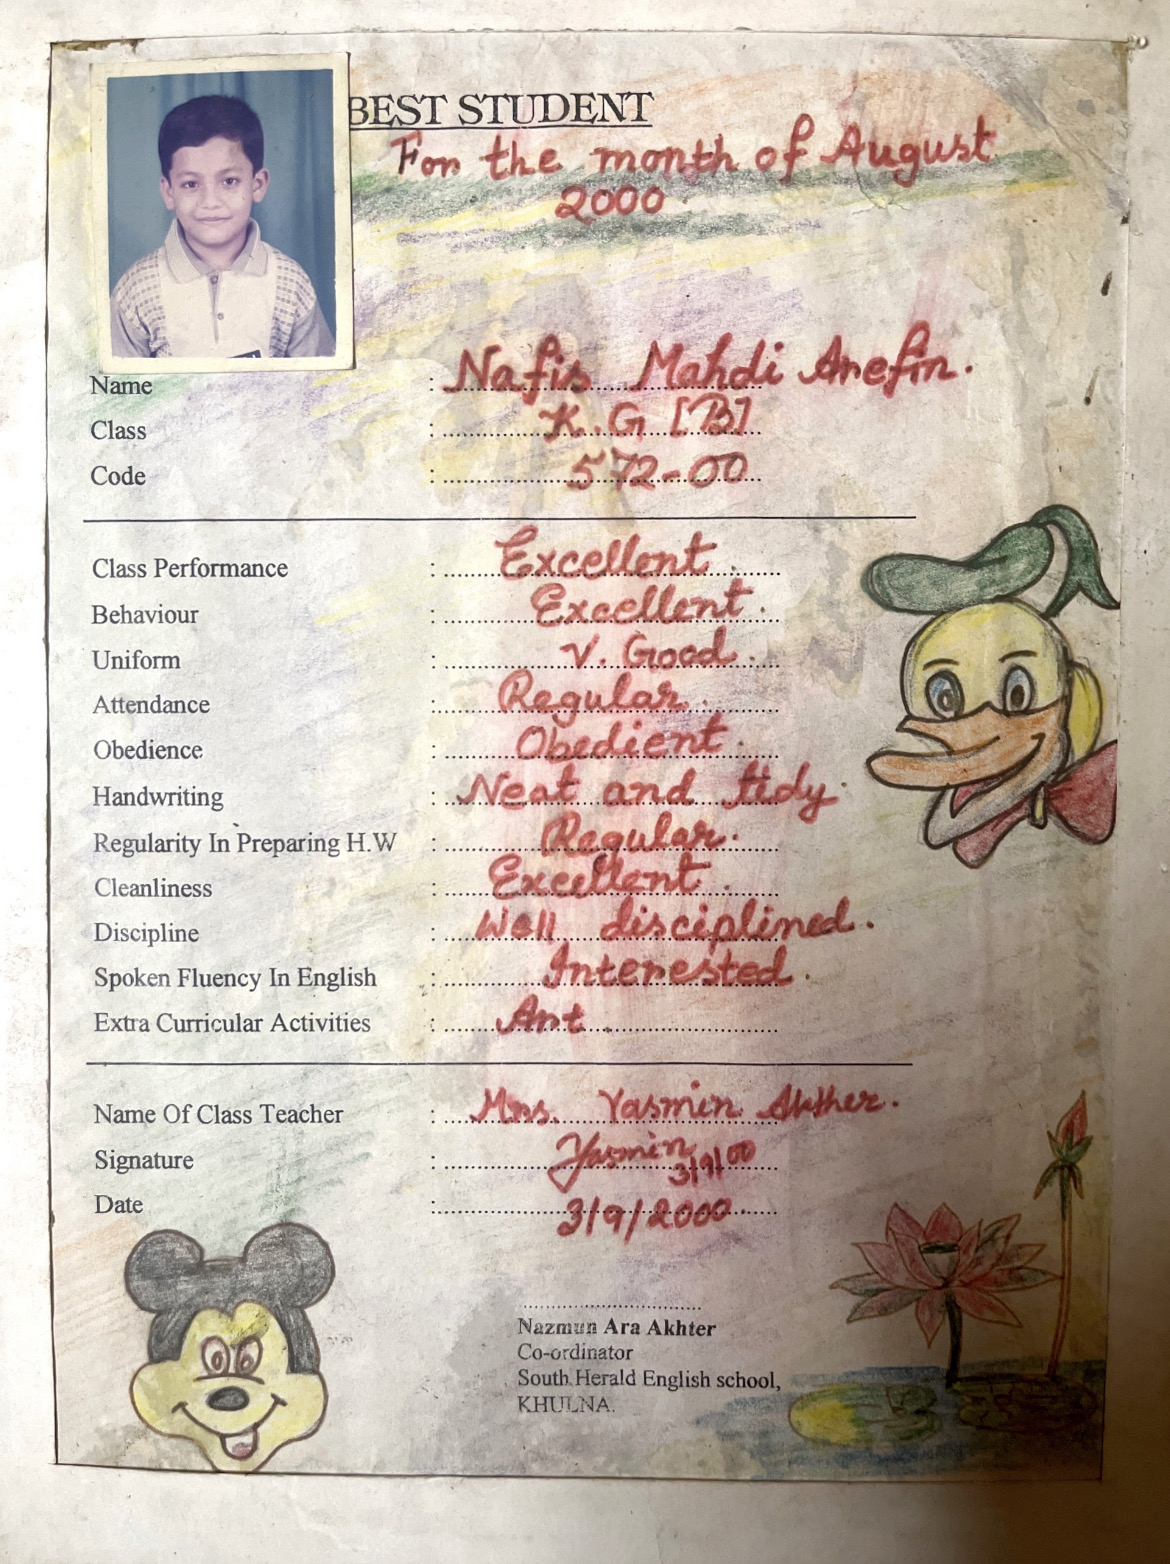 BEST STUDENT
For the month of August
2000
Name : Nafis Mahdi Arefin.
Class : K.G [B]
Code : 572-00
Class Performance : Excellent.
Behaviour : Excellent.
Uniform : V. Good.
Attendance : Regular.
Obedience : Obedient.
Handwriting : Neat and tidy.
Regularity In Preparing H.W : Regular.
Cleanliness : Excellent.
Discipline : Well disciplined.
Spoken Fluency In English : Interested.
Extra Curricular Activities : Art.
Name Of Class Teacher : Mrs. Yasmin Akther.
Signature : Yasmin 3/9/00
Date : 3/9/2000.
Nazmun Ara Akhter
Co-ordinator
South Herald English school,
KHULNA.